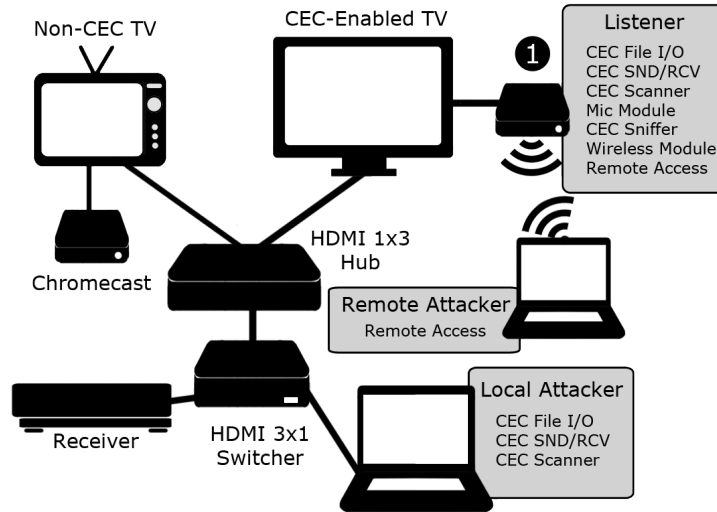 Non-CEC TV
CEC-Enabled TV
1
Listener
CEC File I/O
CEC SND/RCV
CEC Scanner
Mic Module
CEC Sniffer
Wireless Module
Remote Access
Chromecast
HDMI 1x3
Hub
Remote Attacker
Remote Access
Receiver
HDMI 3x1
Switcher
Local Attacker
CEC File I/O
CEC SND/RCV
CEC Scanner